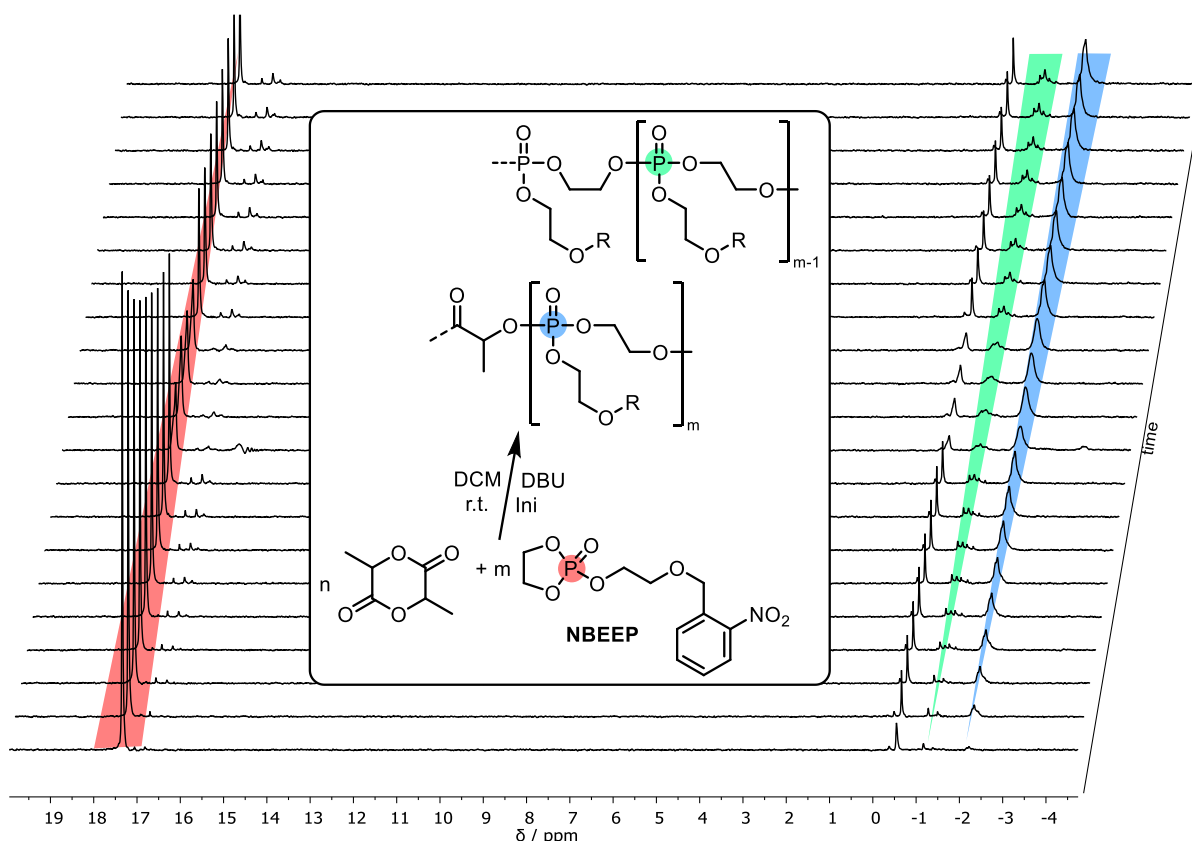 O
P O O P O O
O O
O R O R
m-1
O O
O P O O
O
O R
m
DCM DBU
r.t. Ini
n O O + m O O
O O P O O
NBEEP NO2
time
19 18 17 16 15 14 13 12 11 10 9 8 7 6 5 4 3 2 1 0 -1 -2 -3 -4
δ / ppm